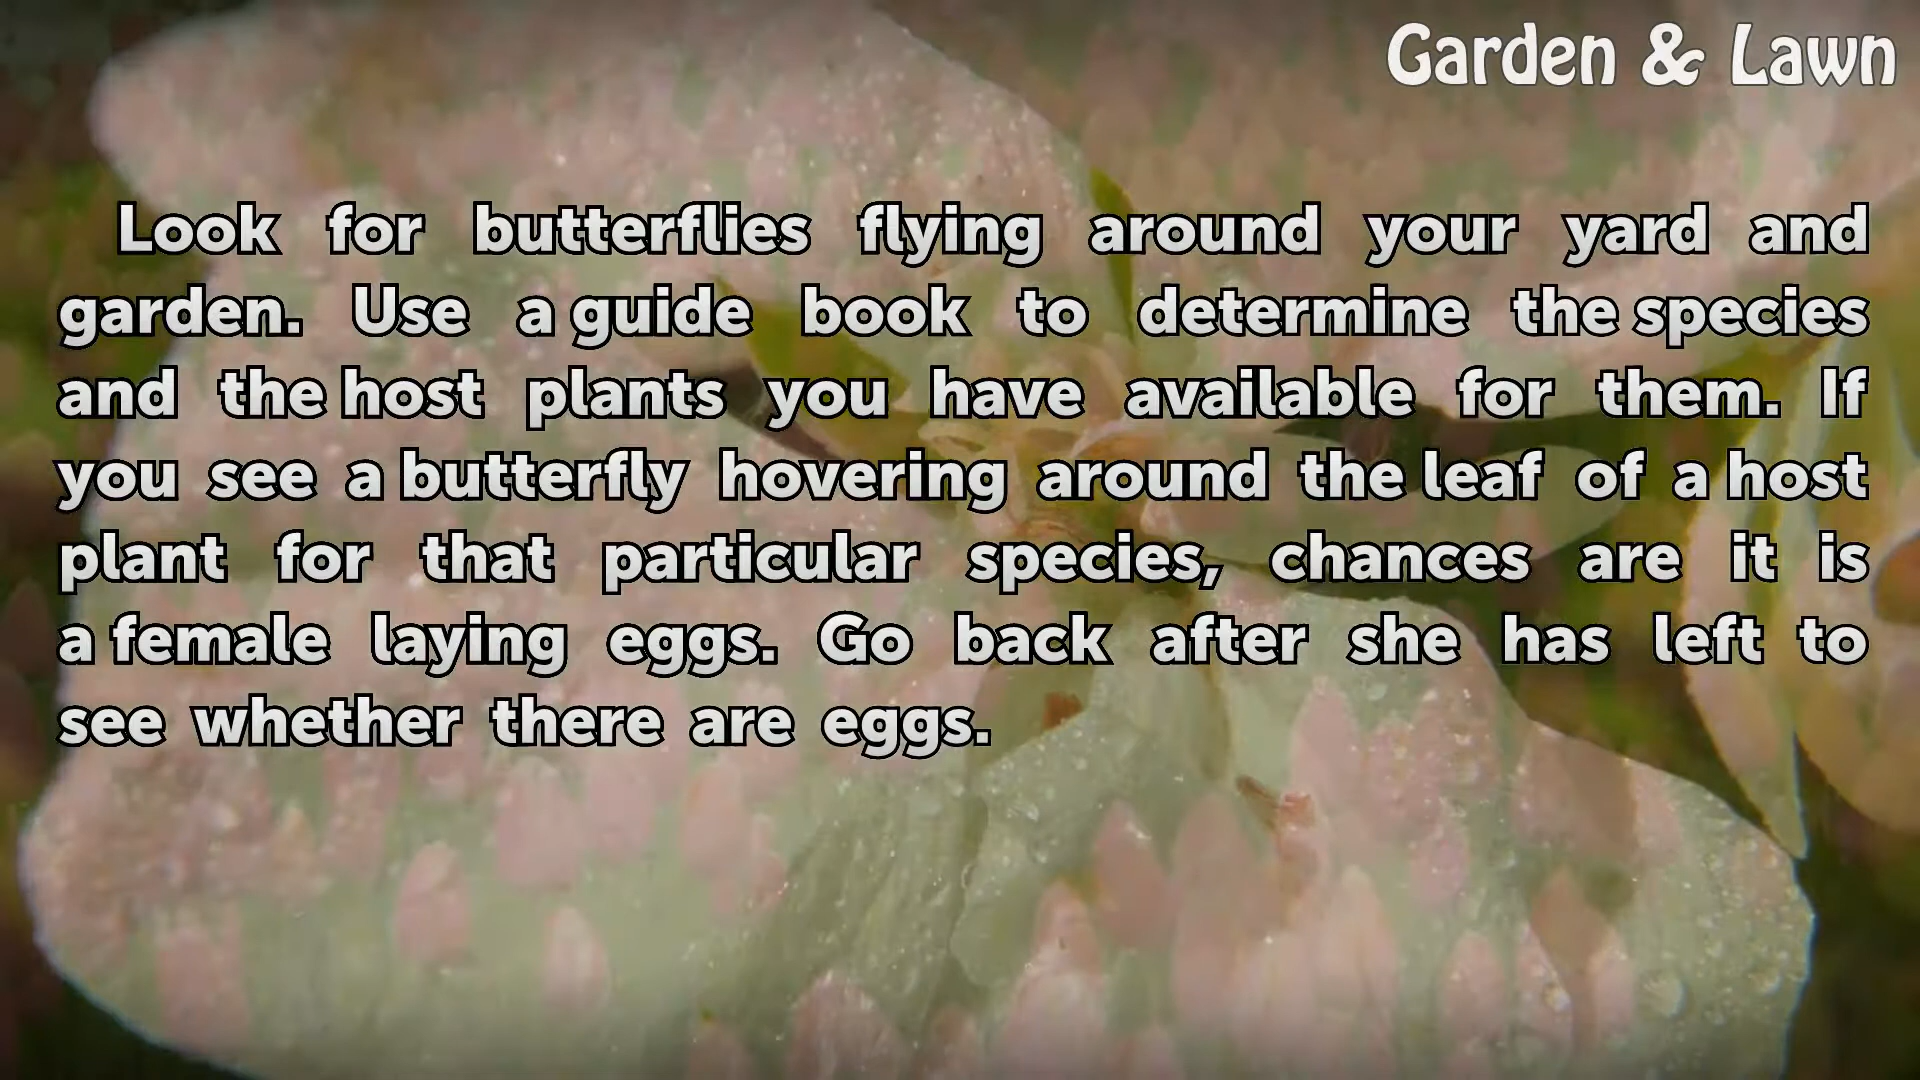 Garden & Lawn
Look for butterflies flying around your yard and
garden. Use a guide book to determine the species
and the host plants you have available for them. If
you see a butterfly hovering around the leaf of a host
plant for that particular species, chances are it is
a female laying eggs. Go back after she has left to
see whether there are eggs.